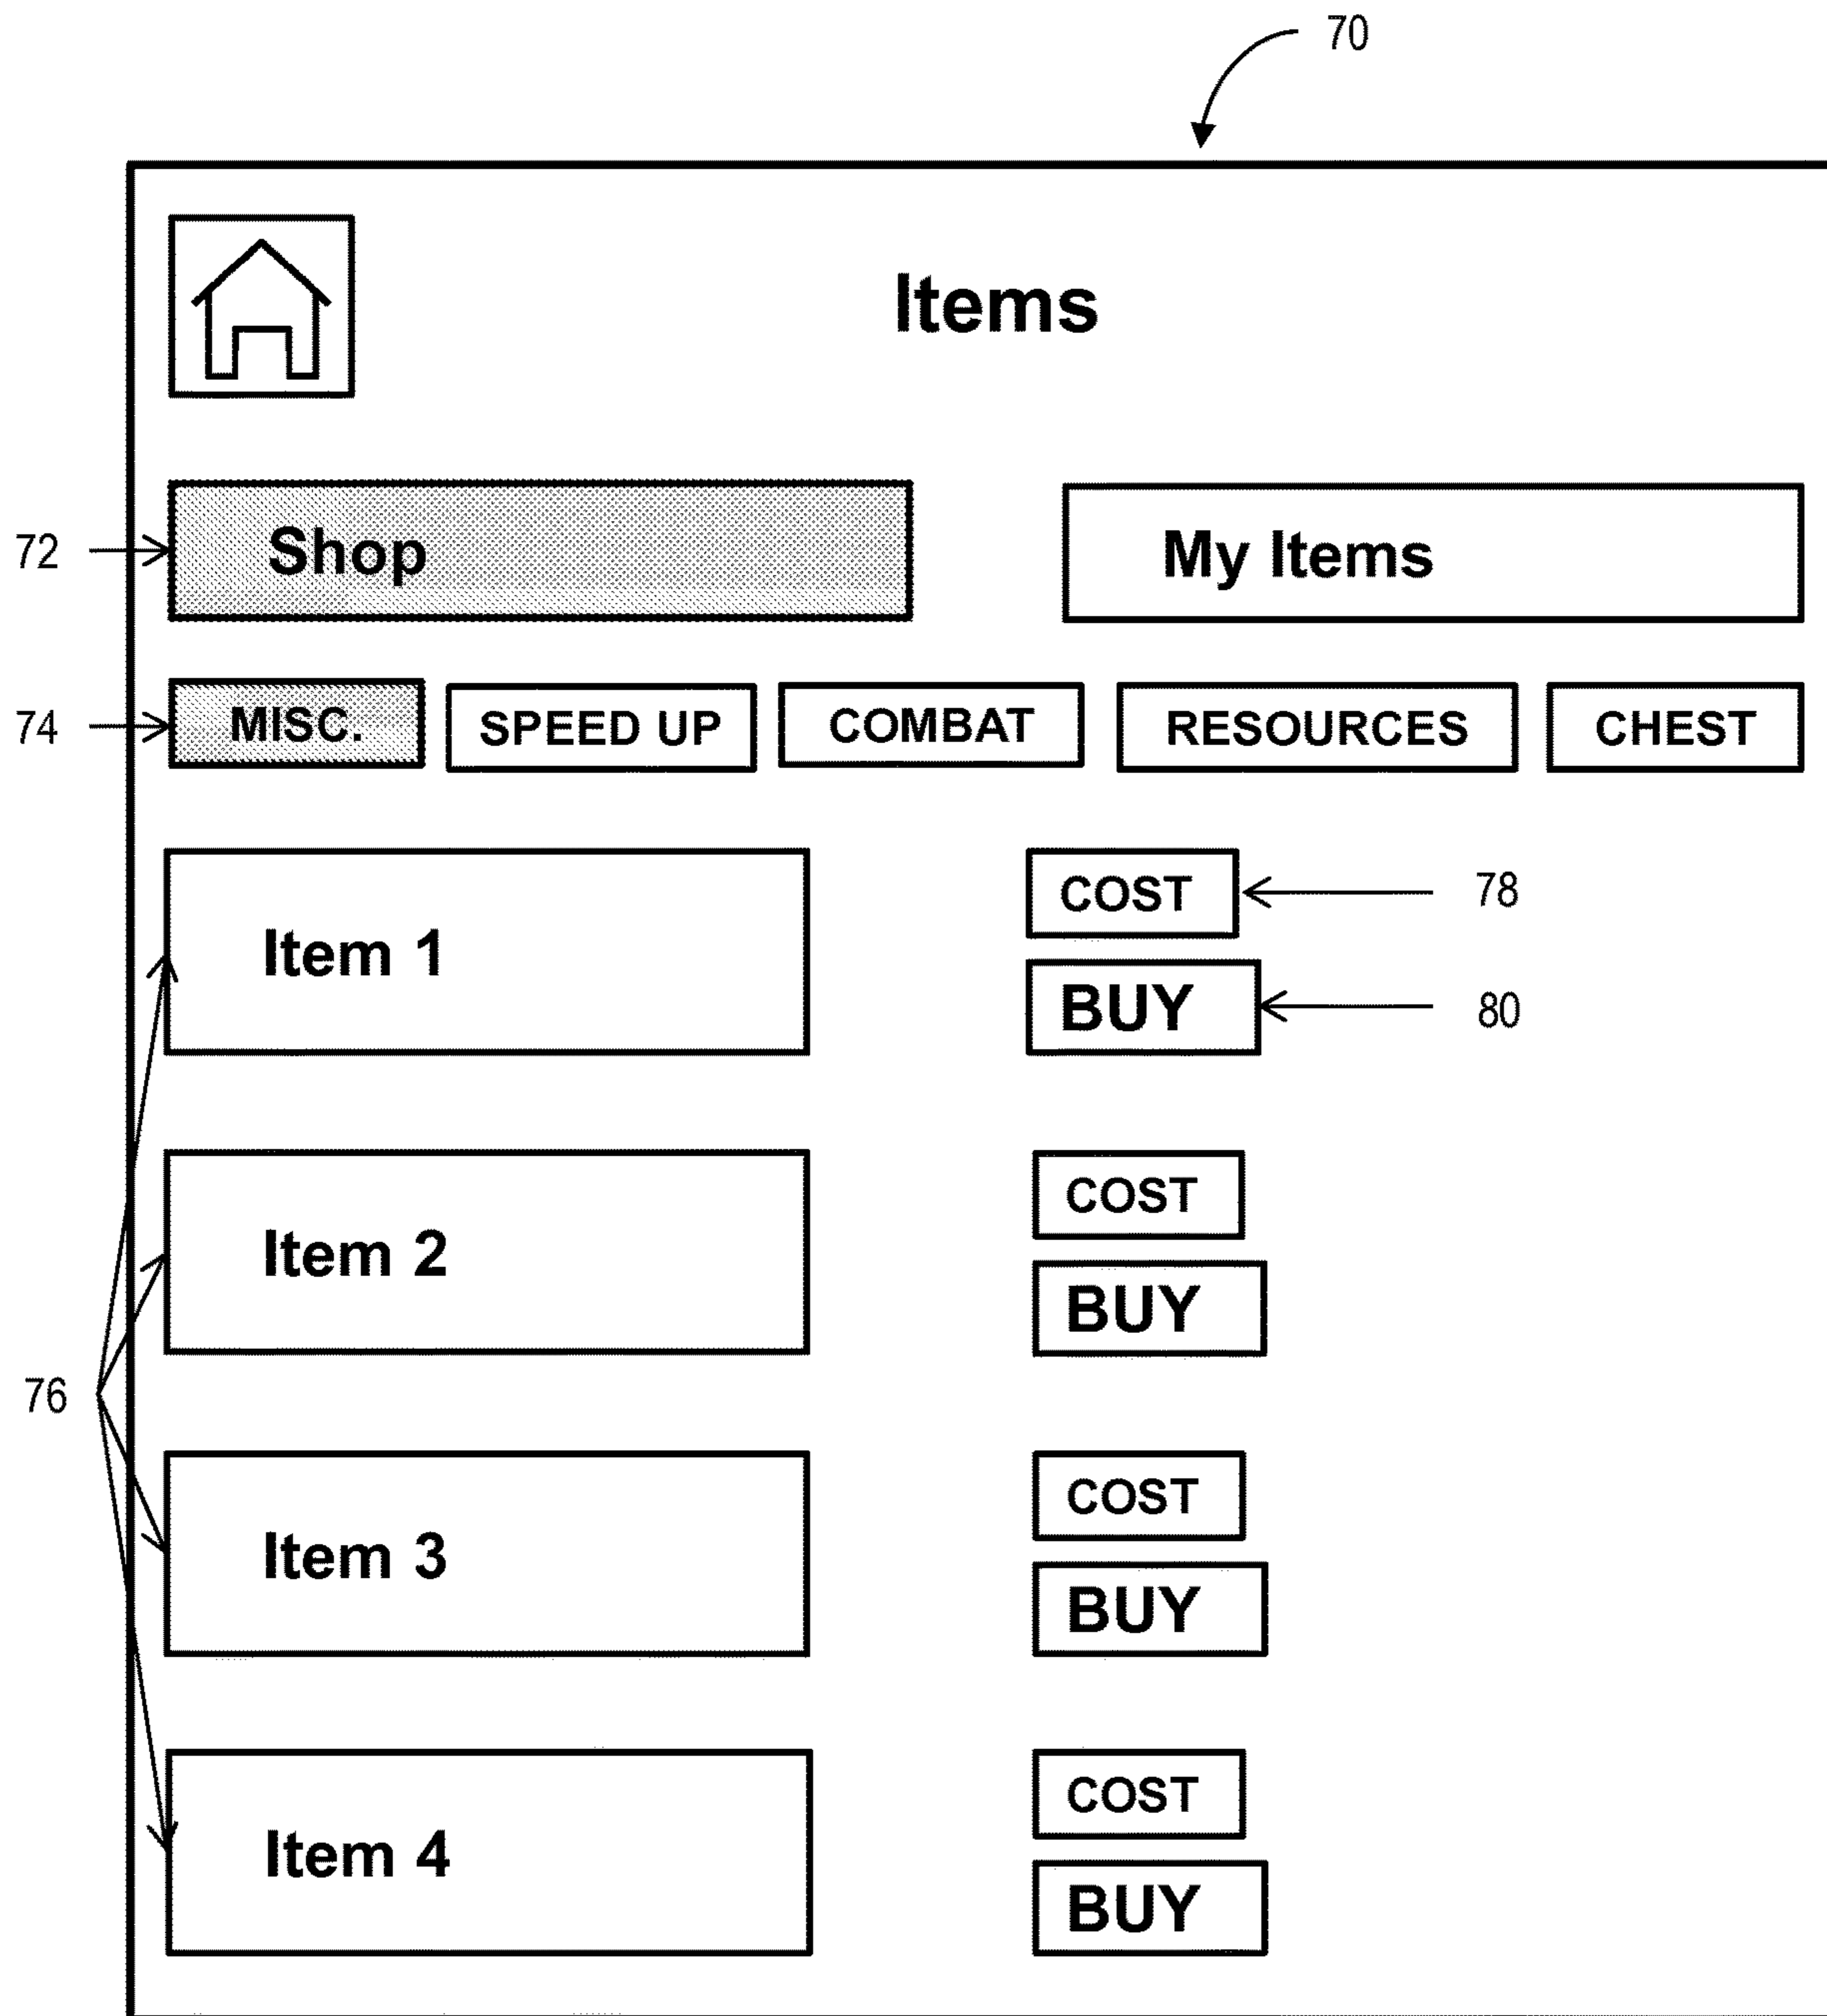 70
Items
72 Shop My Items
74 MISC. SPEED UP COMBAT RESOURCES CHEST
COST 78
Item 1
BUY 80
COST
Item 2
BUY
76
COST
Item 3
BUY
COST
Item 4
BUY